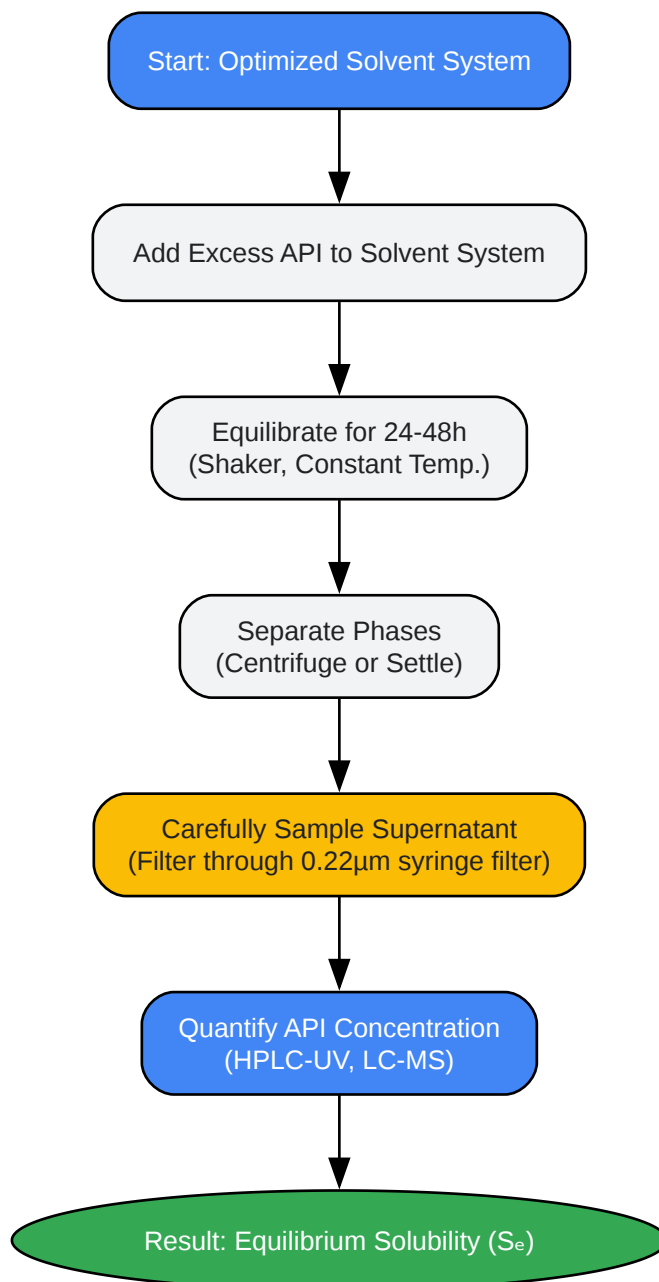 Start: Optimized Solvent System
Add Excess API to Solvent System
Equilibrate for 24-48h
(Shaker, Constant Temp.)
Separate Phases
(Centrifuge or Settle)
Carefully Sample Supernatant
(Filter through 0.22µm syringe filter)
Quantify API Concentration
(HPLC-UV, LC-MS)
Result: Equilibrium Solubility (Sₑ)